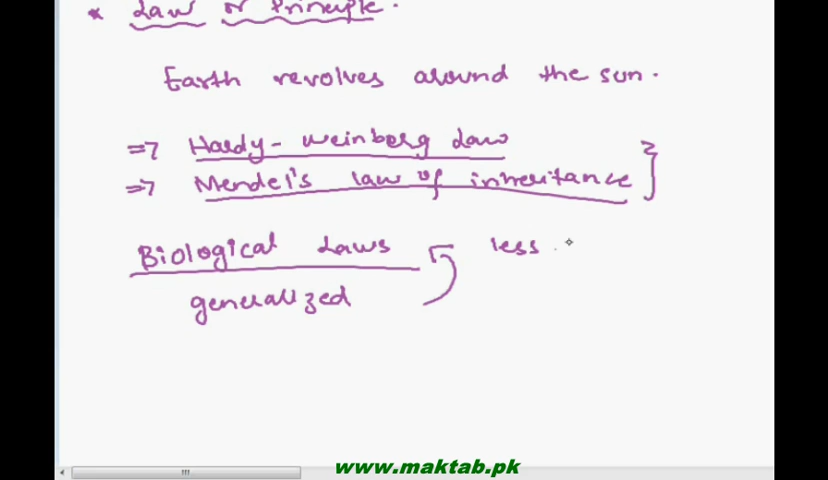 * Law or Principle.
Earth revolves around the sun.
=> Hardy-weinberg Law
=> Mendel's law of inheritance
Biological Laws less
generalized
www.maktab.pk